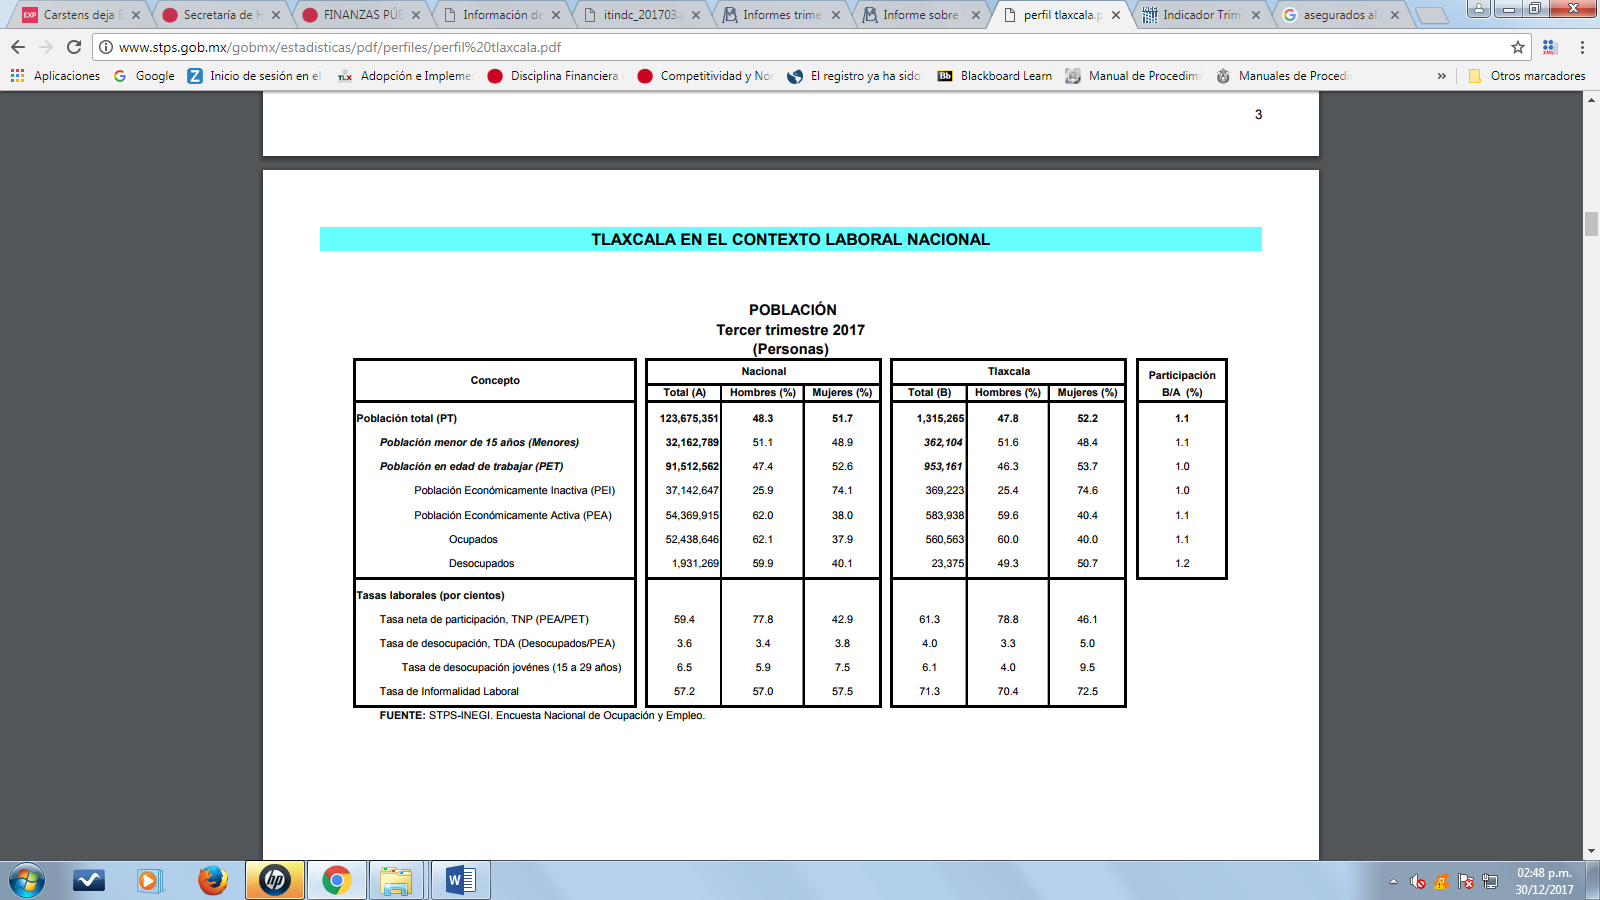 Carstens deja
Secretaría de
FINANZAS PÚB
Información de
itindc_201703.
Informes trime
Informe sobre
perfil tlaxcala.p
Indicador Trim
asegurados al
www.stps.gob.mx/gobmx/estadisticas/pdf/perfiles/perfil%20tlaxcala.pdf
Aplicaciones Google Inicio de sesión en el Adopción e Impleme Disciplina Financiera Competitividad y No El registro ya ha sido Blackboard Learn Manual de Procedim Manuales de Procedi » Otros marcadores
3
TLAXCALA EN EL CONTEXTO LABORAL NACIONAL
POBLACIÓN
Tercer trimestre 2017
(Personas)
Concepto Nacional Tlaxcala Participación B/A (%)
Total (A) Hombres (%) Mujeres (%) Total (B) Hombres (%) Mujeres (%)
Población total (PT) 123,675,351 48.3 51.7 1,315,265 47.8 52.2 1.1
Población menor de 15 años (Menores) 32,162,789 51.1 48.9 362,104 51.6 48.4 1.1
Población en edad de trabajar (PET) 91,512,562 47.4 52.6 953,161 46.3 53.7 1.0
Población Económicamente Inactiva (PEI) 37,142,647 25.9 74.1 369,223 25.4 74.6 1.0
Población Económicamente Activa (PEA) 54,369,915 62.0 38.0 583,938 59.6 40.4 1.1
Ocupados 52,438,646 62.1 37.9 560,563 60.0 40.0 1.1
Desocupados 1,931,269 59.9 40.1 23,375 49.3 50.7 1.2
Tasas laborales (por cientos)
Tasa neta de participación, TNP (PEA/PET) 59.4 77.8 42.9 61.3 78.8 46.1
Tasa de desocupación, TDA (Desocupados/PEA) 3.6 3.4 3.8 4.0 3.3 5.0
Tasa de desocupación jovénes (15 a 29 años) 6.5 5.9 7.5 6.1 4.0 9.5
Tasa de Informalidad Laboral 57.2 57.0 57.5 71.3 70.4 72.5
FUENTE: STPS-INEGI. Encuesta Nacional de Ocupación y Empleo.
02:48 p.m.
30/12/2017